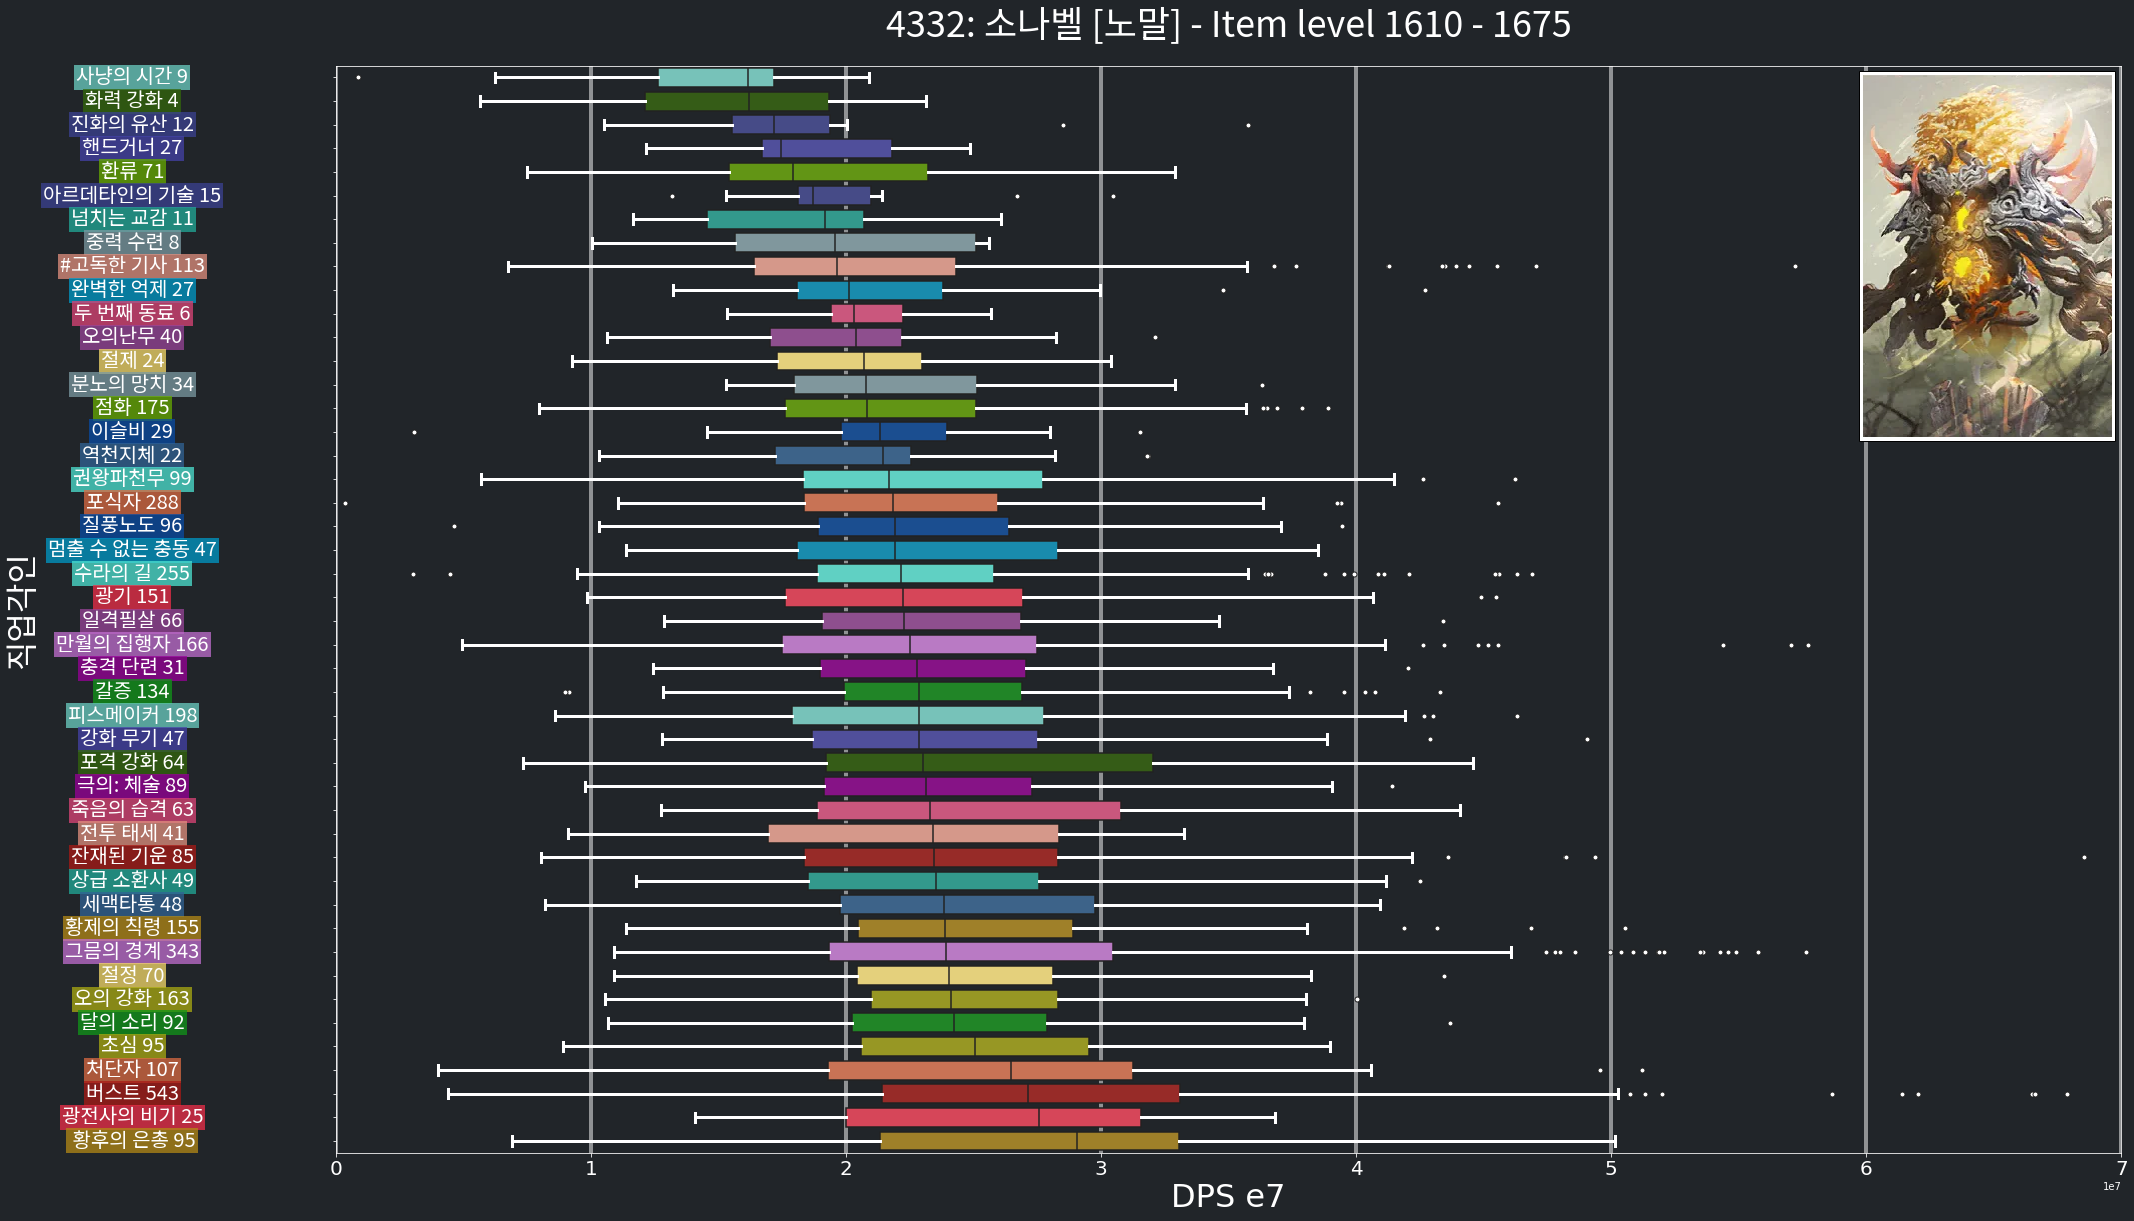 4332: 소나벨 [노말] - Item level 1610 - 1675
사냥의 시간 9
화력 강화 4
진화의 유산 12
핸드거너 27
환류 71
아르데타인의 기술 15
넘치는 교감 11
중력 수련 8
#고독한 기사 113
완벽한 억제 27
두 번째 동료 6
오의난무 40
절제 24
분노의 망치 34
점화 175
이슬비 29
역천지체 22
권왕파천무 99
포식자 288
질풍노도 96
멈출 수 없는 충동 47
수라의 길 255
광기 151
일격필살 66
만월의 집행자 166
충격 단련 31
갈증 134
피스메이커 198
강화 무기 47
포격 강화 64
극의: 체술 89
죽음의 습격 63
전투 태세 41
잔재된 기운 85
상급 소환사 49
세맥타통 48
황제의 칙령 155
그믐의 경계 343
절정 70
오의 강화 163
달의 소리 92
초심 95
처단자 107
버스트 543
광전사의 비기 25
황후의 은총 95
직업각인
0 1 2 3 4 5 6 7
1e7
DPS e7